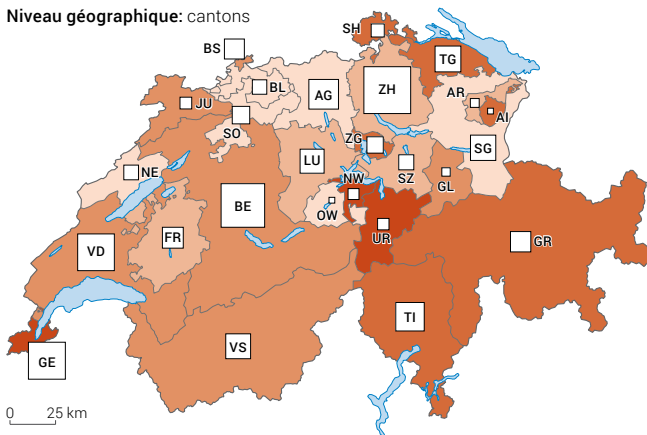 Niveau géographique: cantons
SH
BS
TG
BL
ZH
AG
AR
JU
AI
SO
ZG
SG
LU
NE
SZ
NW
GL
BE
OW
UR
FR
GR
VD
TI
VS
GE
0 25 km